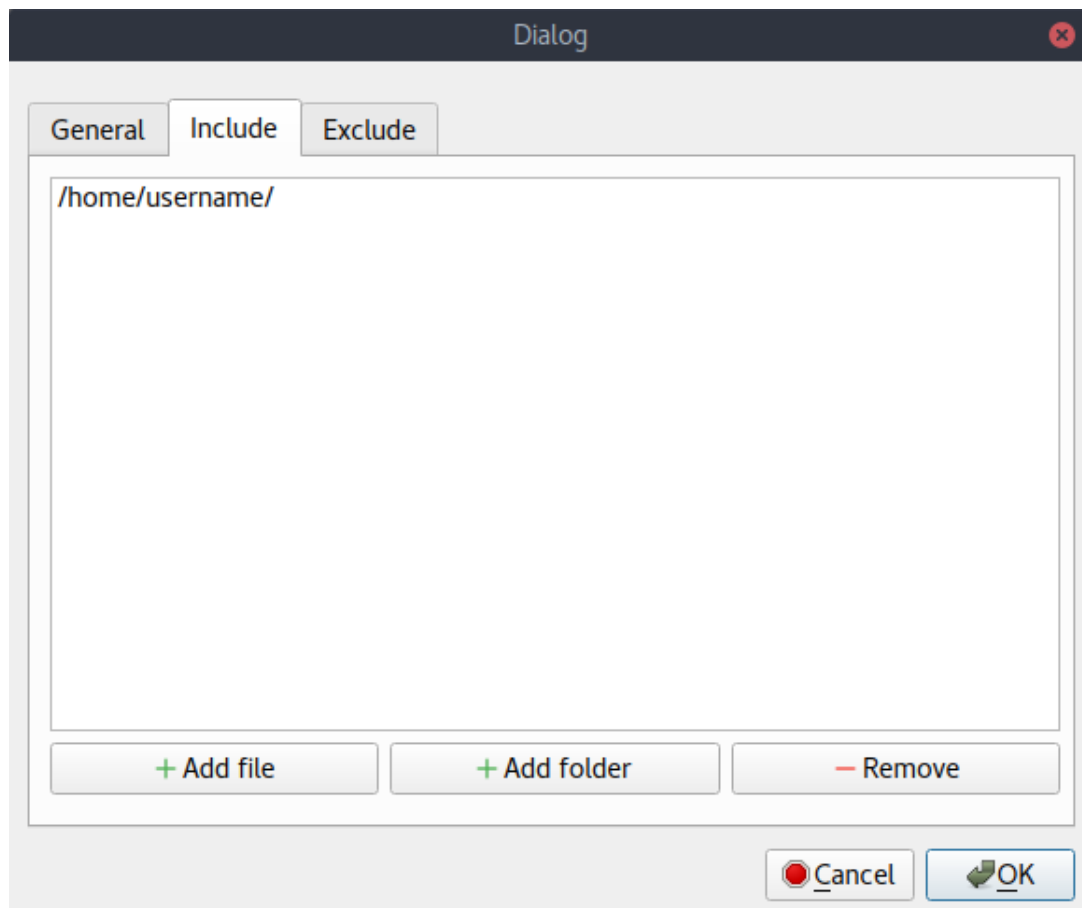 Dialog
General Include Exclude
/home/username/
+ Add file + Add folder − Remove
Cancel OK